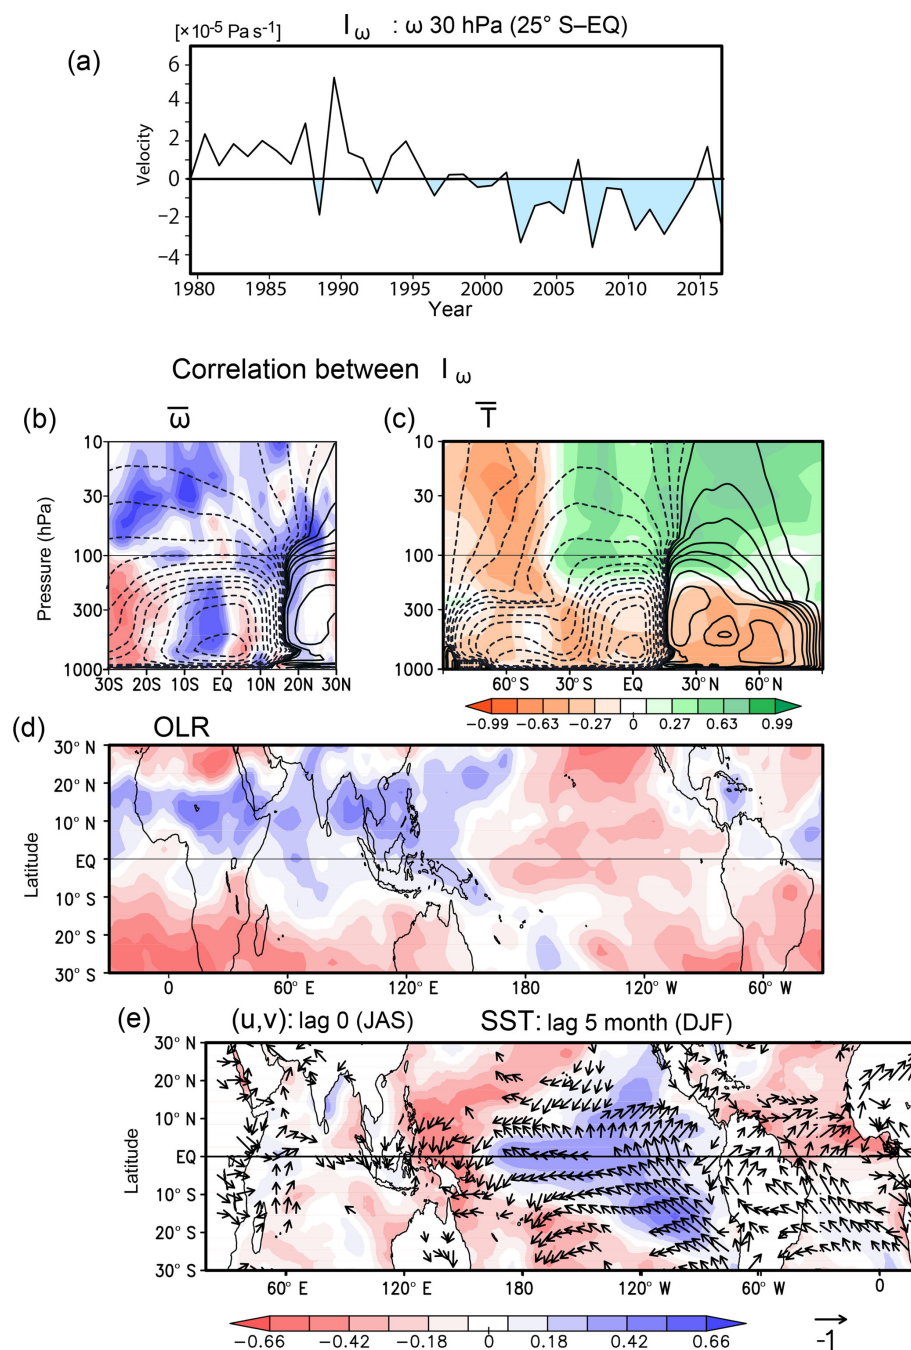 [×10-5 Pa s-1] Iω : ω 30 hPa (25° S–EQ)
(a)
Velocity
6
4
2
0
−2
−4
1980 1985 1990 1995 2000 2005 2010 2015
Year
Correlation between Iω
(b) ω (c) T
Pressure (hPa)
10 10
30 30
100 100
300 300
1000 1000
30S 20S 10S EQ 10N 20N 30N 60°S 30°S EQ 30°N 60°N
−0.99 −0.63 −0.27 0 0.27 0.63 0.99
(d) OLR
Latitude
30° N
20° N
10° N
EQ
10° S
20° S
30° S
0 60° E 120° E 180 120° W 60° W
(e) (u,v): lag 0 (JAS) SST: lag 5 month (DJF)
Latitude
30° N
20° N
10° N
EQ
10° S
20° S
30° S
60° E 120° E 180 120° W 60° W 0
−0.66 −0.42 −0.18 0 0.18 0.42 0.66 -1